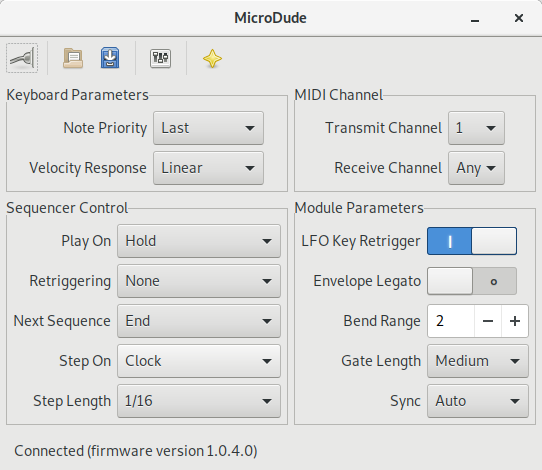 MicroDude
Keyboard Parameters
Note Priority Last
Velocity Response Linear
MIDI Channel
Transmit Channel 1
Receive Channel Any
Sequencer Control
Play On Hold
Retriggering None
Next Sequence End
Step On Clock
Step Length 1/16
Module Parameters
LFO Key Retrigger
Envelope Legato
Bend Range 2
Gate Length Medium
Sync Auto
Connected (firmware version 1.0.4.0)